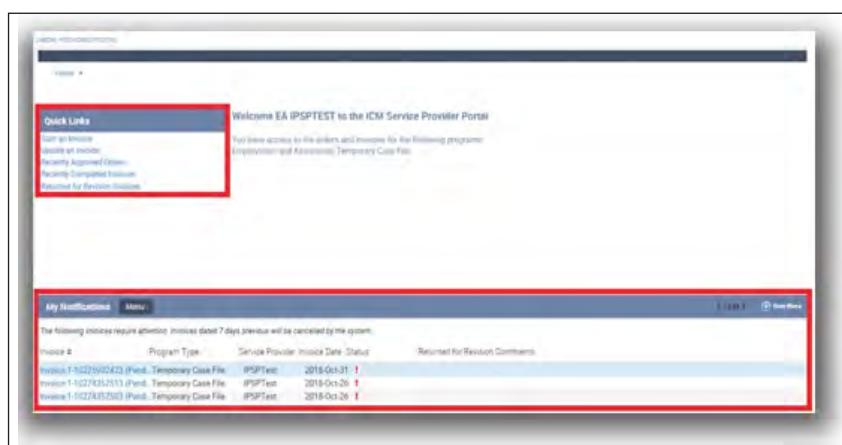 Home
Quick Links
Start an Invoice
Update an Invoice
Recently Approved Orders
Recently Completed Invoices
Returned for Revision Invoices
Welcome EA IPSPTEST to the ICM Service Provider Portal
You have access to the orders and invoices for the following programs:
Employment and Assistance, Temporary Case File
My Notifications Menu
See More
The following invoices require attention. Invoices dated 7 days previous will be cancelled by the system.
Invoice # Program Type Service Provider Invoice Date Status Returned for Revision Comments
Temporary Case File IPSPTest 2018-Oct-31 !
Temporary Case File IPSPTest 2018-Oct-26 !
Temporary Case File IPSPTest 2018-Oct-26 !